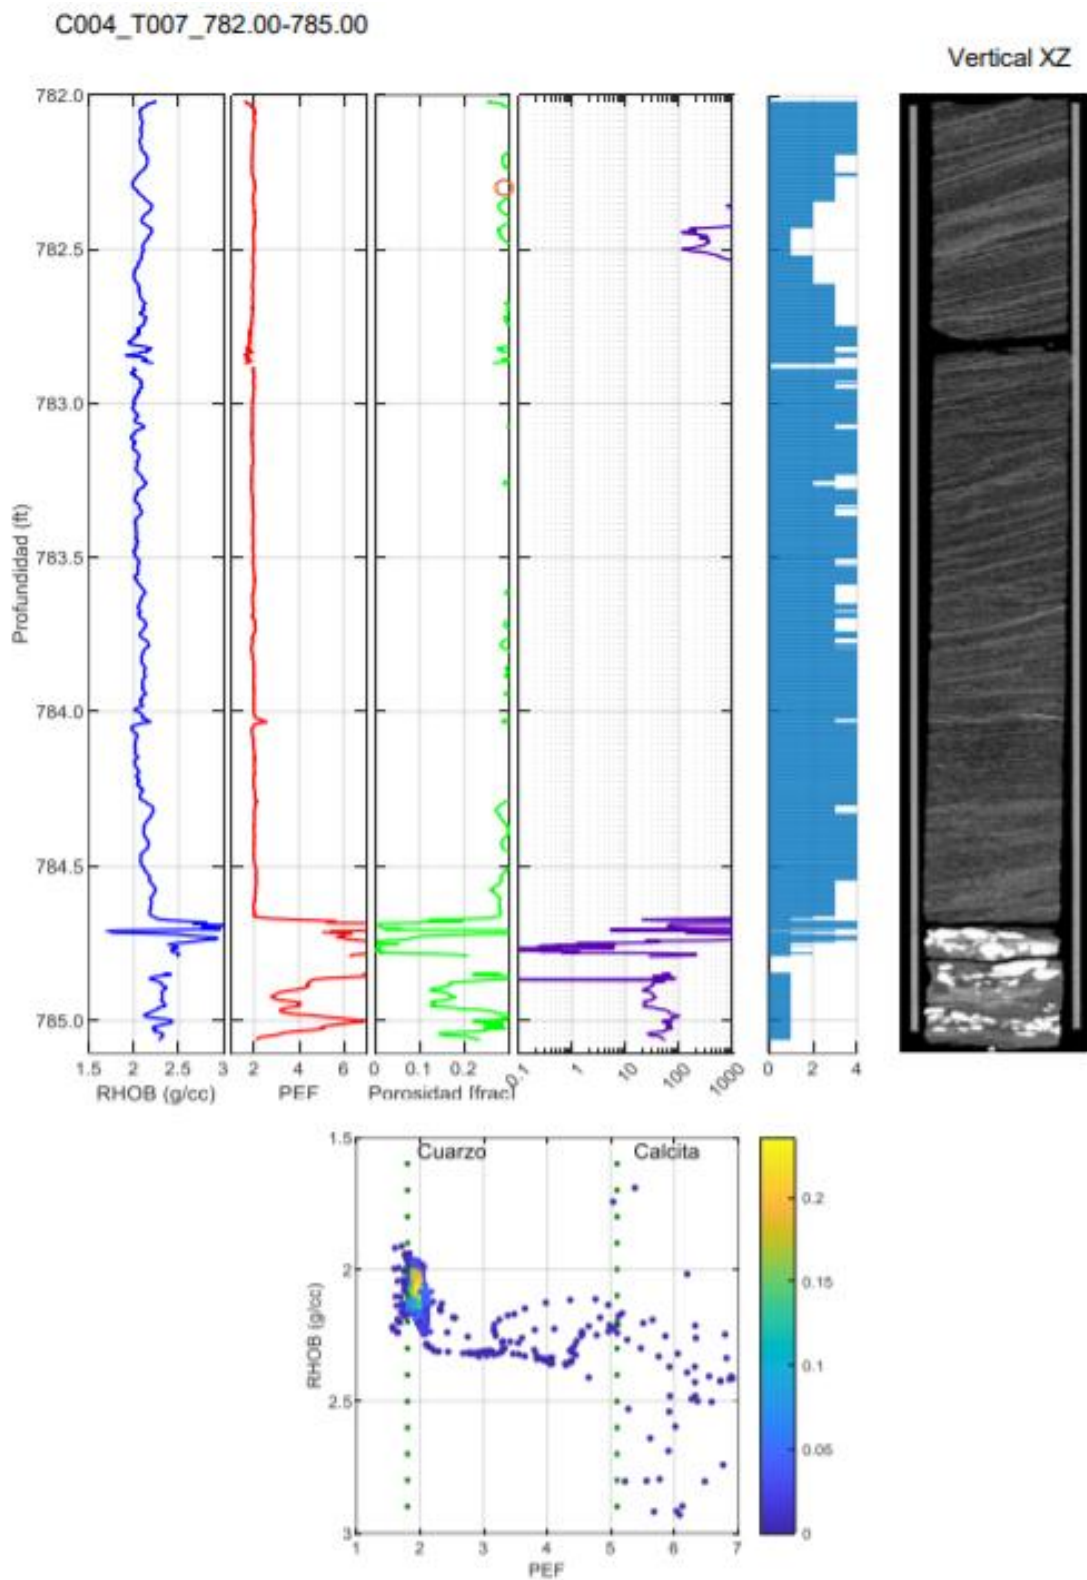 C004_T007_782.00-785.00
Vertical XZ
782.0
782.5
783.0
783.5
784.0
784.5
785.0
Profundidad (ft)
1.5 2 2.5 3
RHOB (g/cc)
2 4 6
PEF
0 0.1 0.2
Porosidad [frac]
0.1 1 10 100 1000
0 2 4
Cuarzo Calcita
1.5
2
2.5
3
RHOB (g/cc)
1 2 3 4 5 6 7
PEF
0.2
0.15
0.1
0.05
0